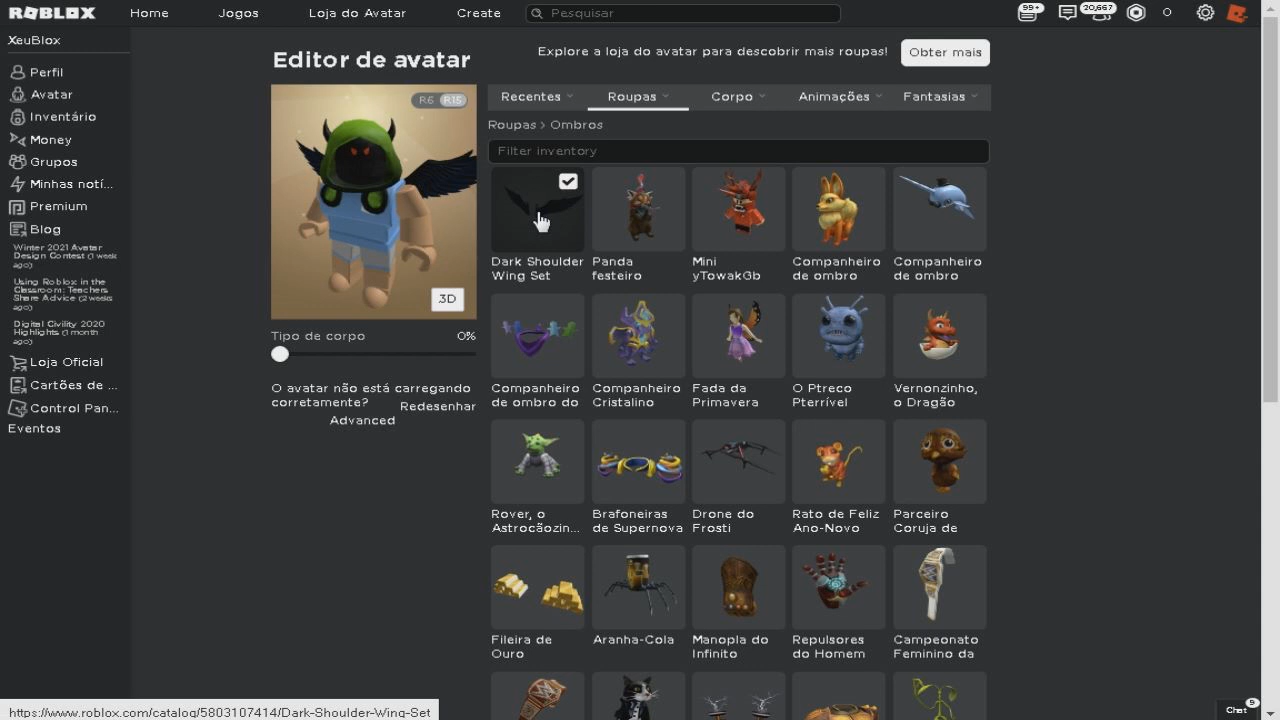 ROBLOX
Home
Jogos
Loja do Avatar
Create
Pesquisar
99+
20,667
XeuBlox
Perfil
Avatar
Inventário
Money
Grupos
Minhas notí...
Premium
Blog
Winter 2021 Avatar
Design Contest (1 week
ago)
Using Roblox in the
Classroom: Teachers
Share Advice (2 weeks
ago)
Digital Civility 2020
Highlights (1 month
ago)
Loja Oficial
Cartões de ...
Control Pan...
Eventos
Editor de avatar
Explore a loja do avatar para descobrir mais roupas!
Obter mais
R6 R15
3D
Tipo de corpo
0%
O avatar não está carregando
corretamente?
Redesenhar
Advanced
Recentes
Roupas
Corpo
Animações
Fantasias
Roupas > Ombros
Filter inventory
Dark Shoulder
Wing Set
Panda
festeiro
Mini
yTowakGb
Companheiro
de ombro
Companheiro
de ombro
Companheiro
de ombro do
Companheiro
Cristalino
Fada da
Primavera
O Ptreco
Pterrível
Vernonzinho,
o Dragão
Rover, o
Astrocãozin...
Brafoneiras
de Supernova
Drone do
Frosti
Rato de Feliz
Ano-Novo
Parceiro
Coruja de
Fileira de
Ouro
Aranha-Cola
Manopla do
Infinito
Repulsores
do Homem
Campeonato
Feminino da
https://www.roblox.com/catalog/5803107414/Dark-Shoulder-Wing-Set
Chat
9